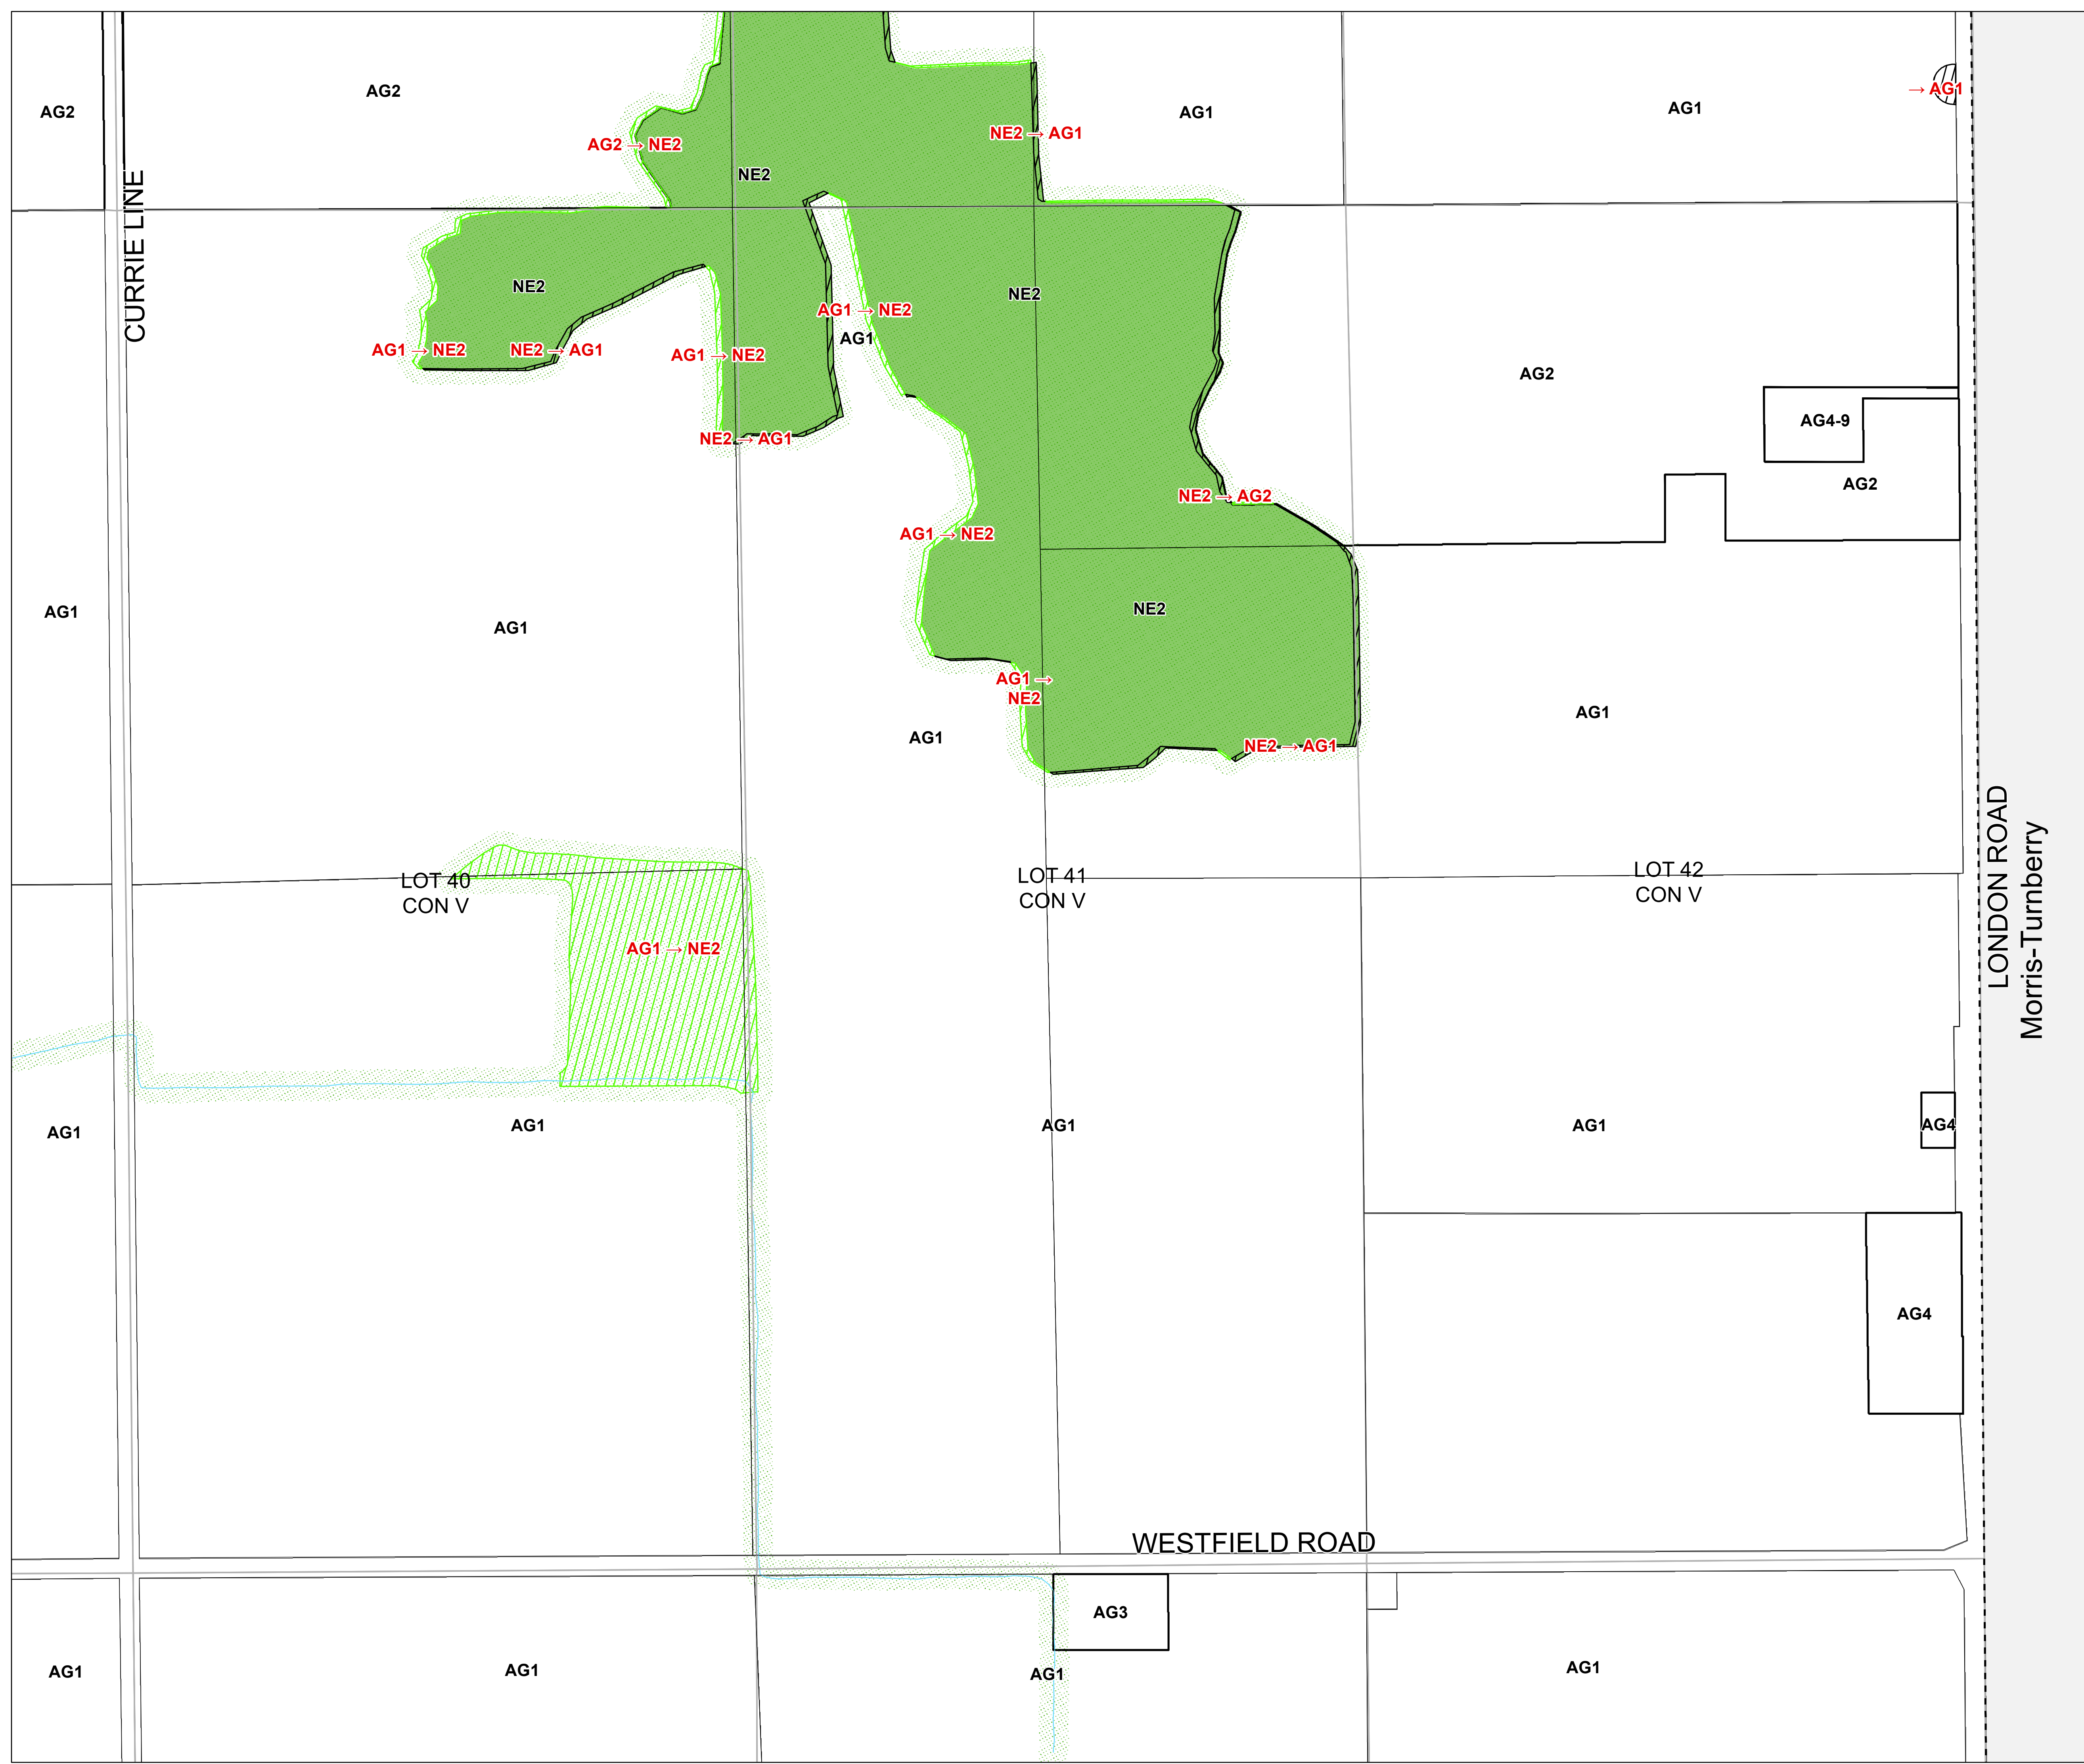 AG2
AG2
AG1
AG1
→ AG1
NE2 → AG1
AG2 → NE2
NE2
CURRIE LINE
NE2
NE2
AG1 → NE2
AG1
AG1 → NE2
NE2 → AG1
AG1 → NE2
AG2
AG4-9
NE2 → AG1
AG2
NE2 → AG2
AG1 → NE2
AG1
AG1
NE2
AG1 →
NE2
AG1
AG1
NE2 → AG1
LOT 40
CON V
LOT 41
CON V
LOT 42
CON V
LONDON ROAD
Morris-Turnberry
AG1 → NE2
AG1
AG1
AG1
AG1
AG4
AG4
WESTFIELD ROAD
AG3
AG1
AG1
AG1
AG1